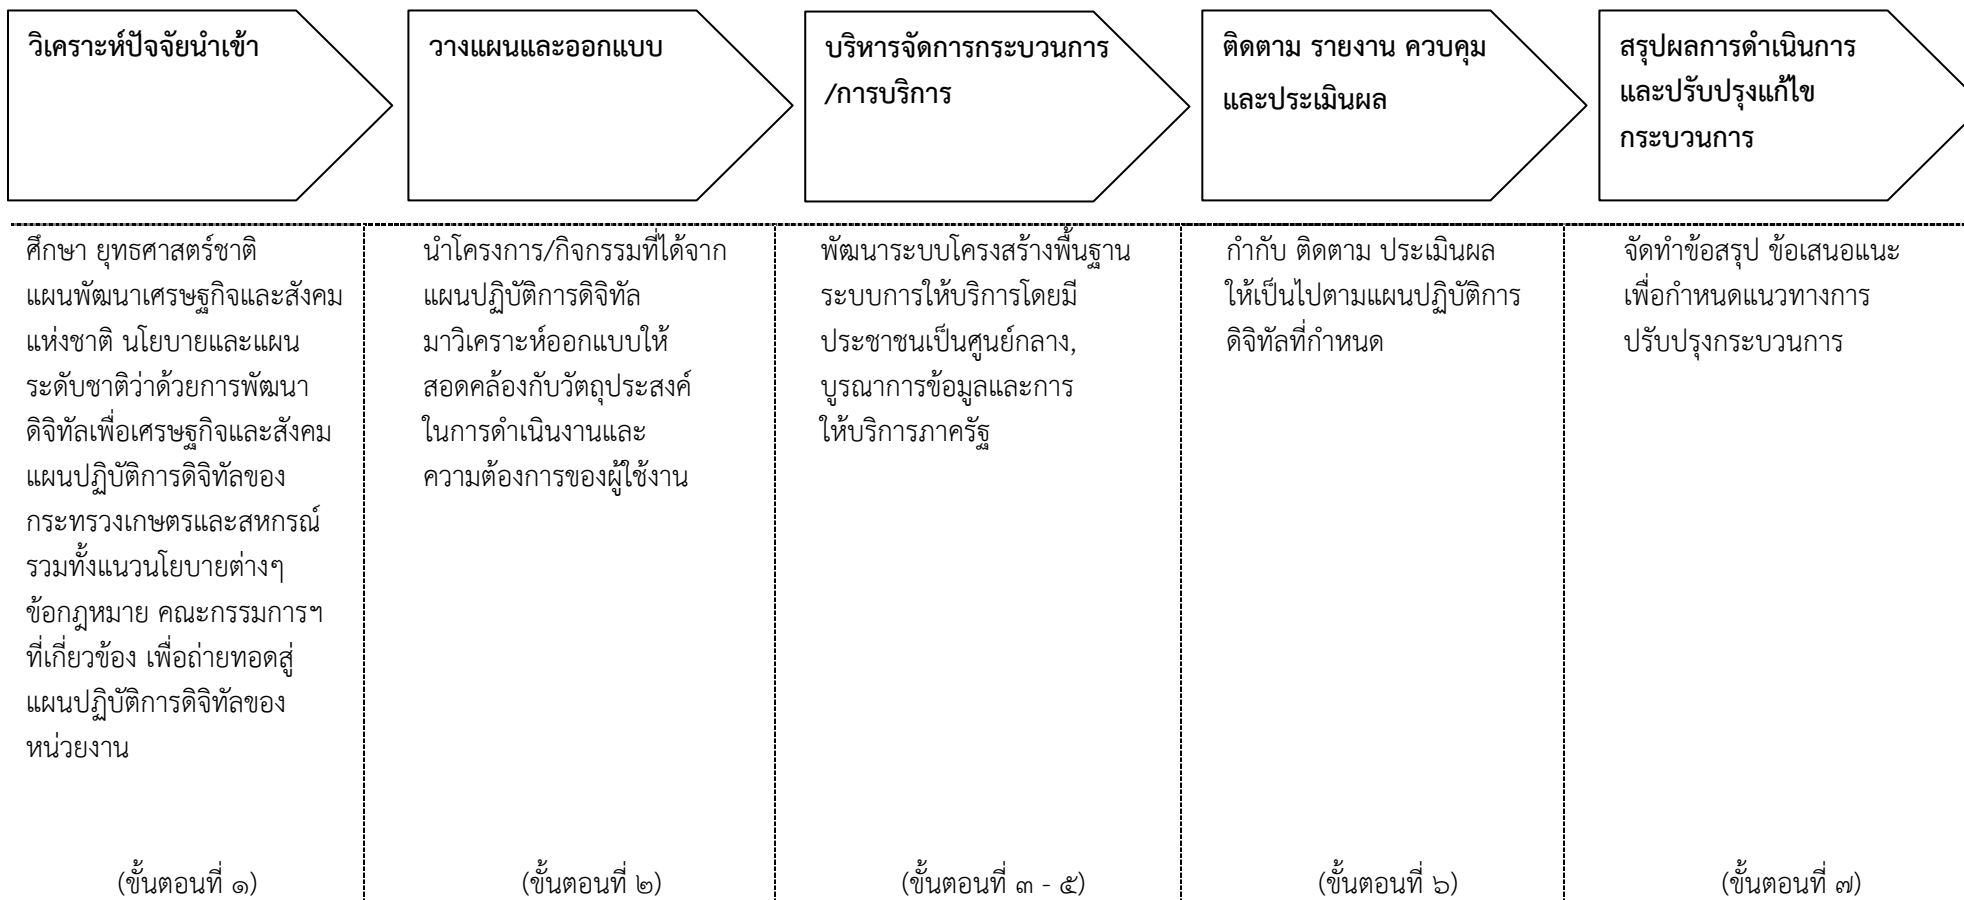 วิเคราะห์ปัจจัยนำเข้า
วางแผนและออกแบบ
บริหารจัดการกระบวนการ
/การบริการ
ติดตาม รายงาน ควบคุม
และประเมินผล
สรุปผลการดำเนินการ
และปรับปรุงแก้ไข
กระบวนการ
ศึกษา ยุทธศาสตร์ชาติ
แผนพัฒนาเศรษฐกิจและสังคม
แห่งชาติ นโยบายและแผน
ระดับชาติว่าด้วยการพัฒนา
ดิจิทัลเพื่อเศรษฐกิจและสังคม
แผนปฏิบัติการดิจิทัลของ
กระทรวงเกษตรและสหกรณ์
รวมทั้งแนวนโยบายต่างๆ
ข้อกฎหมาย คณะกรรมการฯ
ที่เกี่ยวข้อง เพื่อถ่ายทอดสู่
แผนปฏิบัติการดิจิทัลของ
หน่วยงาน
(ขั้นตอนที่ ๑)
นำโครงการ/กิจกรรมที่ได้จาก
แผนปฏิบัติการดิจิทัล
มาวิเคราะห์ออกแบบให้
สอดคล้องกับวัตถุประสงค์
ในการดำเนินงานและ
ความต้องการของผู้ใช้งาน
(ขั้นตอนที่ ๒)
พัฒนาระบบโครงสร้างพื้นฐาน
ระบบการให้บริการโดยมี
ประชาชนเป็นศูนย์กลาง,
บูรณาการข้อมูลและการ
ให้บริการภาครัฐ
(ขั้นตอนที่ ๓ - ๕)
กำกับ ติดตาม ประเมินผล
ให้เป็นไปตามแผนปฏิบัติการ
ดิจิทัลที่กำหนด
(ขั้นตอนที่ ๖)
จัดทำข้อสรุป ข้อเสนอแนะ
เพื่อกำหนดแนวทางการ
ปรับปรุงกระบวนการ
(ขั้นตอนที่ ๗)